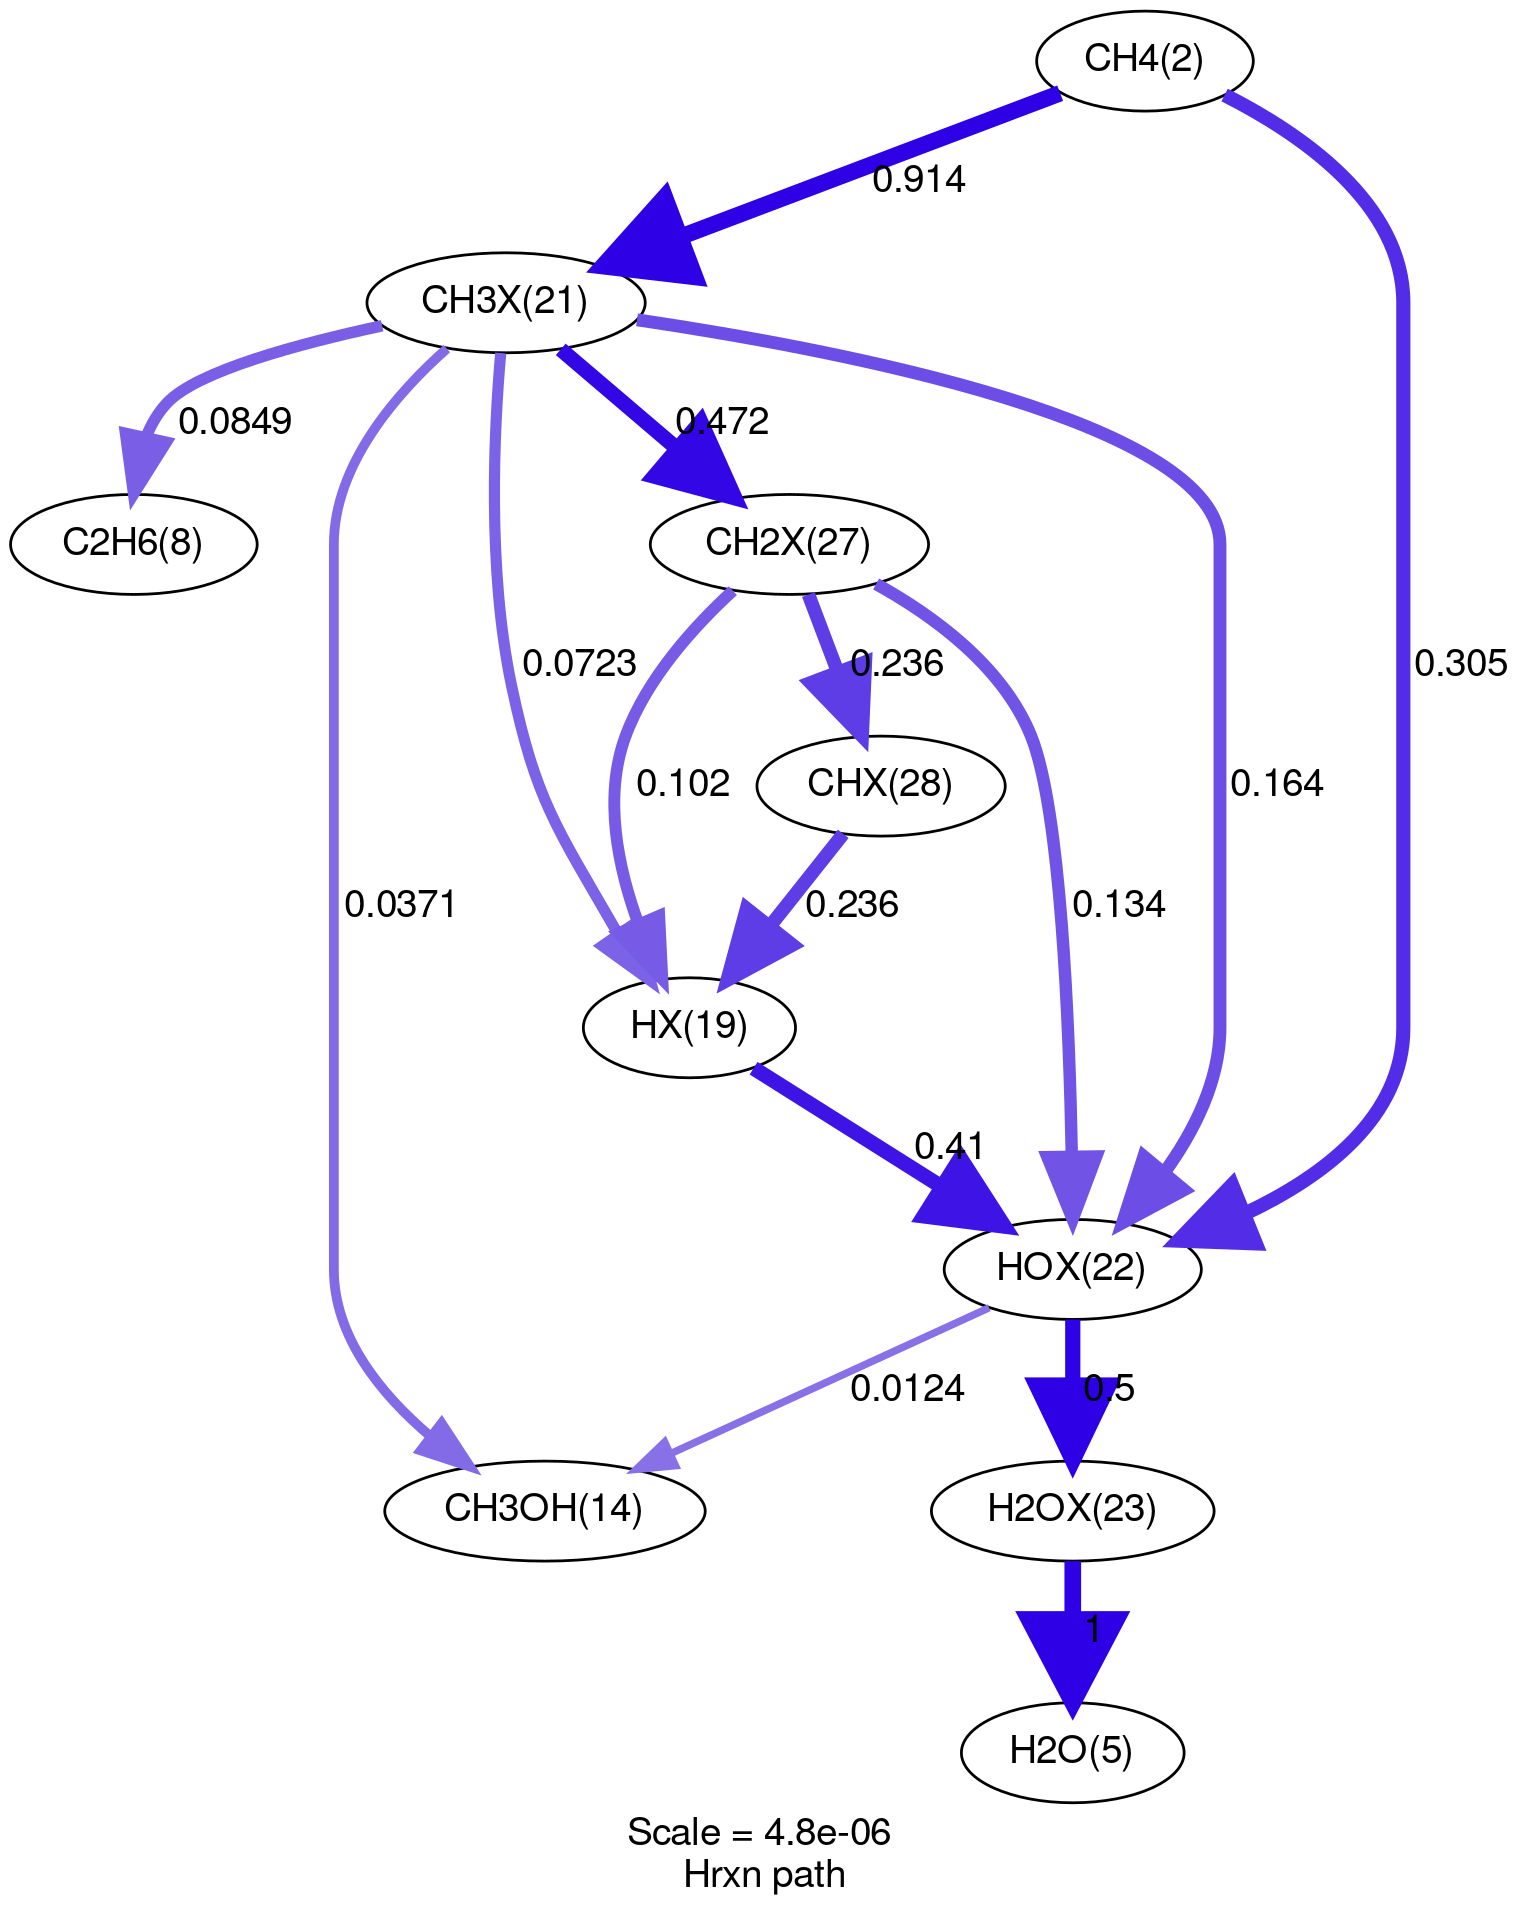 CH4(2)
0.914
CH3X(21)
0.0849
0.472
C2H6(8)
CH2X(27)
0.0723
0.236
0.305
0.102
CHX(28)
0.164
0.0371
0.236
0.134
HX(19)
0.41
HOX(22)
0.0124
0.5
CH3OH(14)
H2OX(23)
1
H2O(5)
Scale = 4.8e-06
Hrxn path